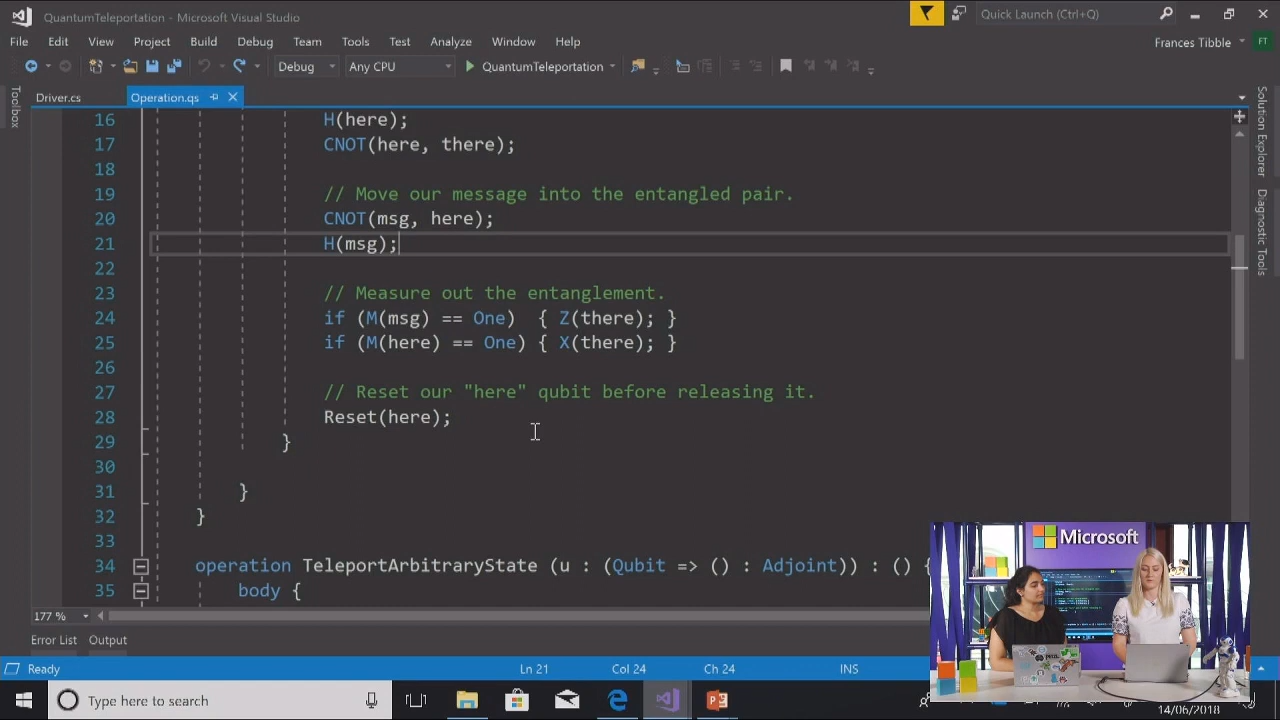 QuantumTeleportation - Microsoft Visual Studio
Quick Launch (Ctrl+Q)
File Edit View Project Build Debug Team Tools Test Analyze Window Help
Frances Tibble FT
Debug Any CPU QuantumTeleportation
Toolbox
Driver.cs Operation.qs
16 H(here);
17 CNOT(here, there);
18
19 // Move our message into the entangled pair.
20 CNOT(msg, here);
21 H(msg);
22
23 // Measure out the entanglement.
24 if (M(msg) == One)  { Z(there); }
25 if (M(here) == One) { X(there); }
26
27 // Reset our "here" qubit before releasing it.
28 Reset(here);
29 }
30
31 }
32 }
33
34 operation TeleportArbitraryState (u : (Qubit => () : Adjoint)) : () {
35 body {
Solution Explorer
Diagnostic Tools
177 %
Error List Output
Microsoft
Ready Ln 21 Col 24 Ch 24 INS
Type here to search
14/06/2018